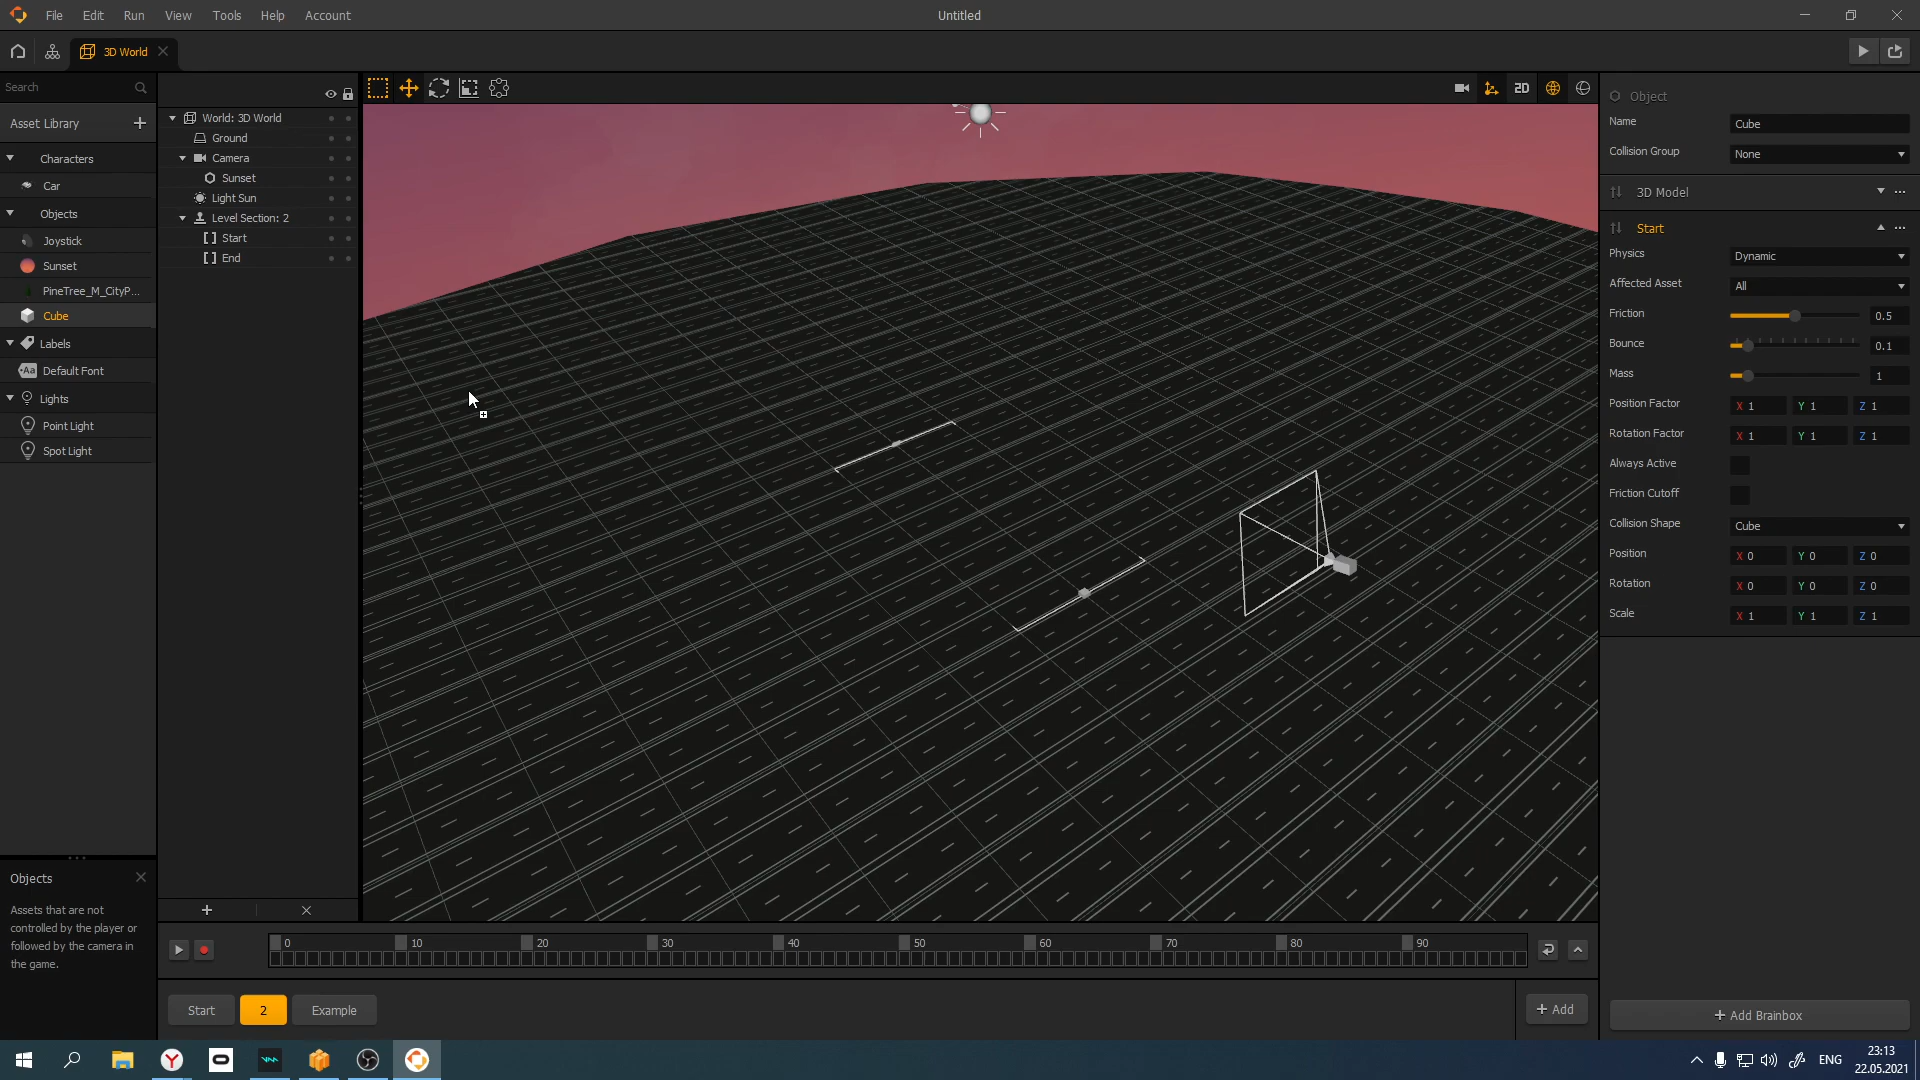 File Edit Run View Tools Help Account
Untitled
3D World
Search
Asset Library
Characters
Car
Objects
Joystick
Sunset
PineTree_M_CityP...
Cube
Labels
Aa Default Font
Lights
Point Light
Spot Light
Objects
Assets that are not
controlled by the player or
followed by the camera in
the game.
World: 3D World
Ground
Camera
Sunset
Light Sun
Level Section: 2
Start
End
2D
0 10 20 30 40 50 60 70 80 90
Start 2 Example
+ Add
Object
Name Cube
Collision Group None
3D Model
Start
Physics Dynamic
Affected Asset All
Friction 0.5
Bounce 0.1
Mass 1
Position Factor X 1 Y 1 Z 1
Rotation Factor X 1 Y 1 Z 1
Always Active
Friction Cutoff
Collision Shape Cube
Position X 0 Y 0 Z 0
Rotation X 0 Y 0 Z 0
Scale X 1 Y 1 Z 1
+ Add Brainbox
ENG
23:13
22.05.2021